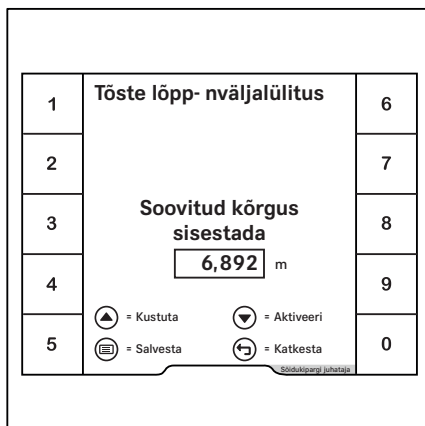 Tõste lõpp- nväljalülitus
1
2
3
4
5
6
7
8
9
0
Soovitud kõrgus
sisestada
6,892 m
= Kustuta
= Aktiveeri
= Salvesta
= Katkesta
Sõidukipargi juhataja